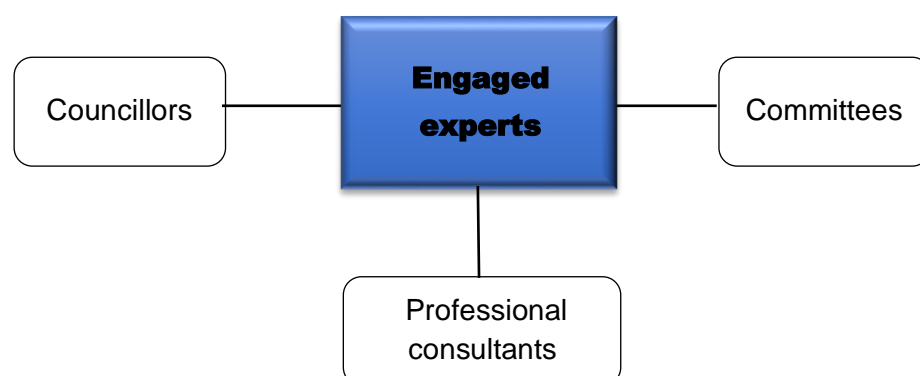 Engaged
experts
Councillors
Committees
Professional
consultants